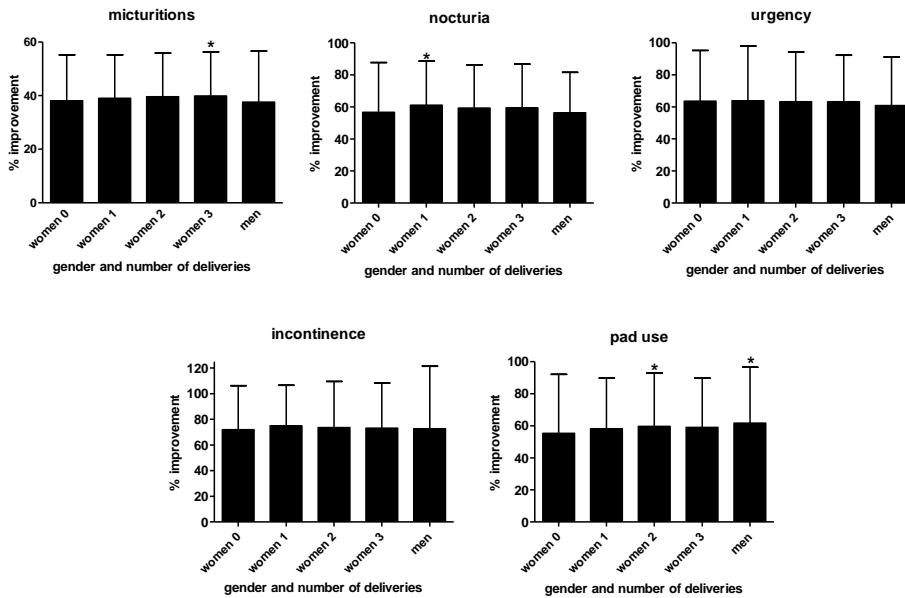 micturitions
% improvement
60
40
20
0
*
women 0
women 1
women 2
women 3
men
gender and number of deliveries
nocturia
% improvement
100
80
60
40
20
0
*
women 0
women 1
women 2
women 3
men
gender and number of deliveries
urgency
% improvement
100
80
60
40
20
0
women 0
women 1
women 2
women 3
men
gender and number of deliveries
incontinence
% improvement
120
100
80
60
40
20
0
women 0
women 1
women 2
women 3
men
gender and number of deliveries
pad use
% improvement
100
80
60
40
20
0
*
*
women 0
women 1
women 2
women 3
men
gender and number of deliveries